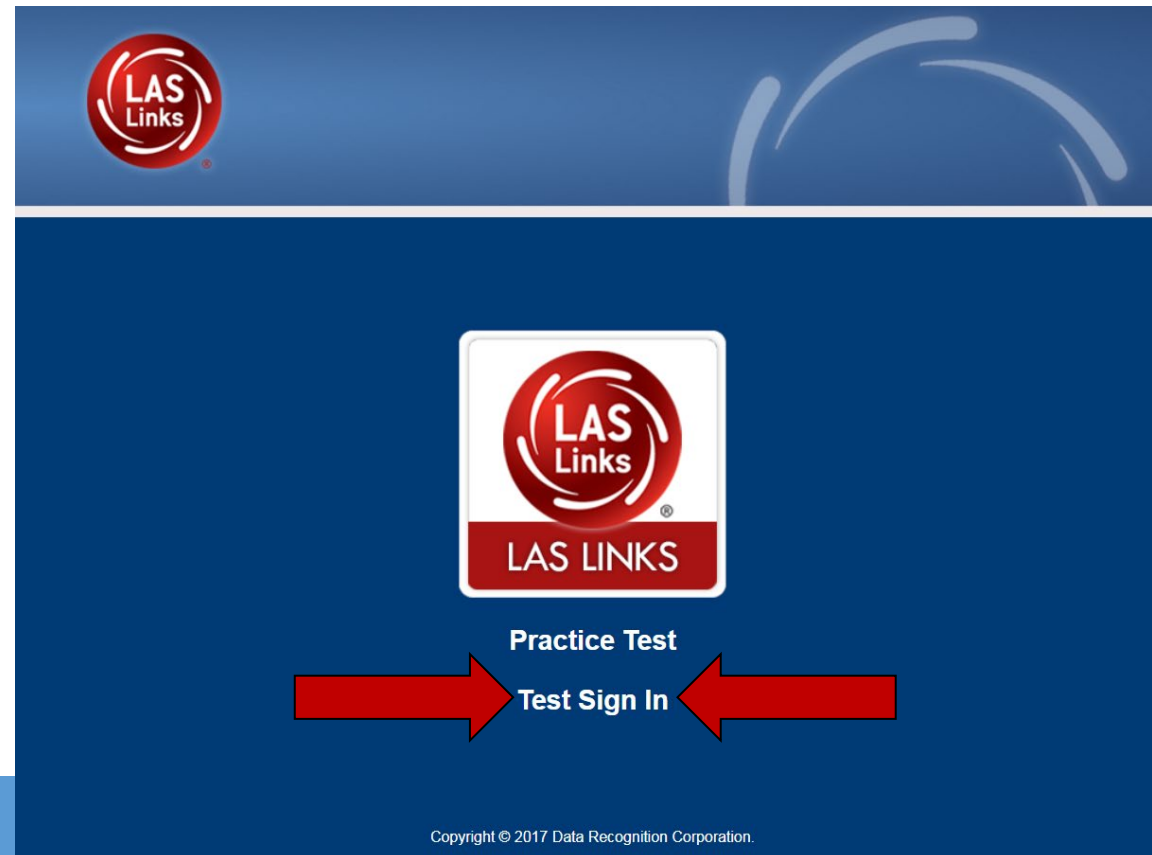 LAS
Links
®
LAS
Links
®
LAS LINKS
Practice Test
Test Sign In
Copyright © 2017 Data Recognition Corporation.